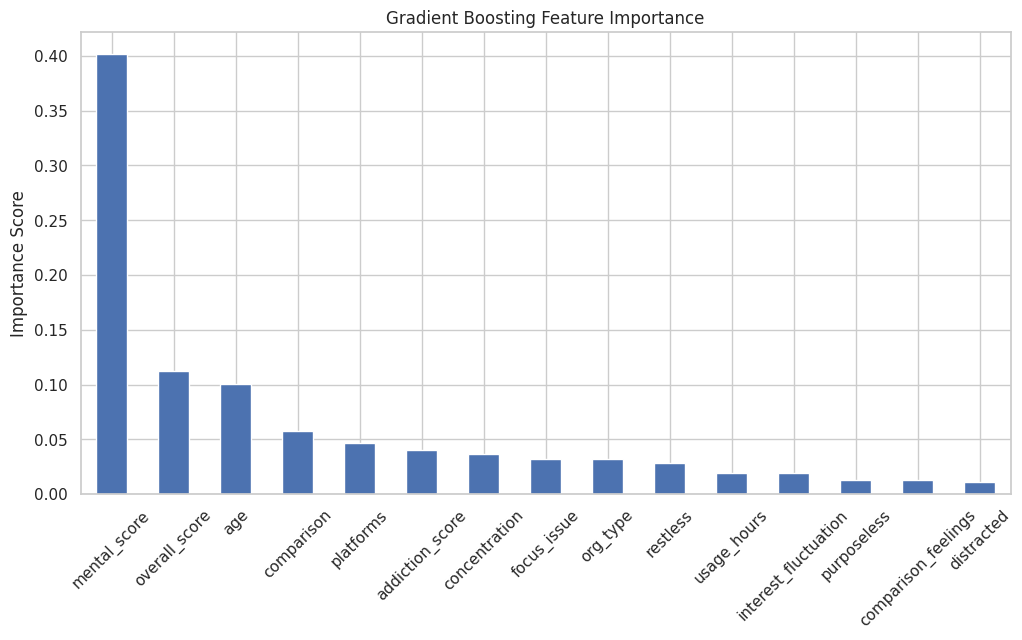 Gradient Boosting Feature Importance
Importance Score
0.40
0.35
0.30
0.25
0.20
0.15
0.10
0.05
0.00
mental_score
overall_score
age
comparison
platforms
addiction_score
concentration
focus_issue
org_type
restless
usage_hours
interest_fluctuation
purposeless
comparison_feelings
distracted